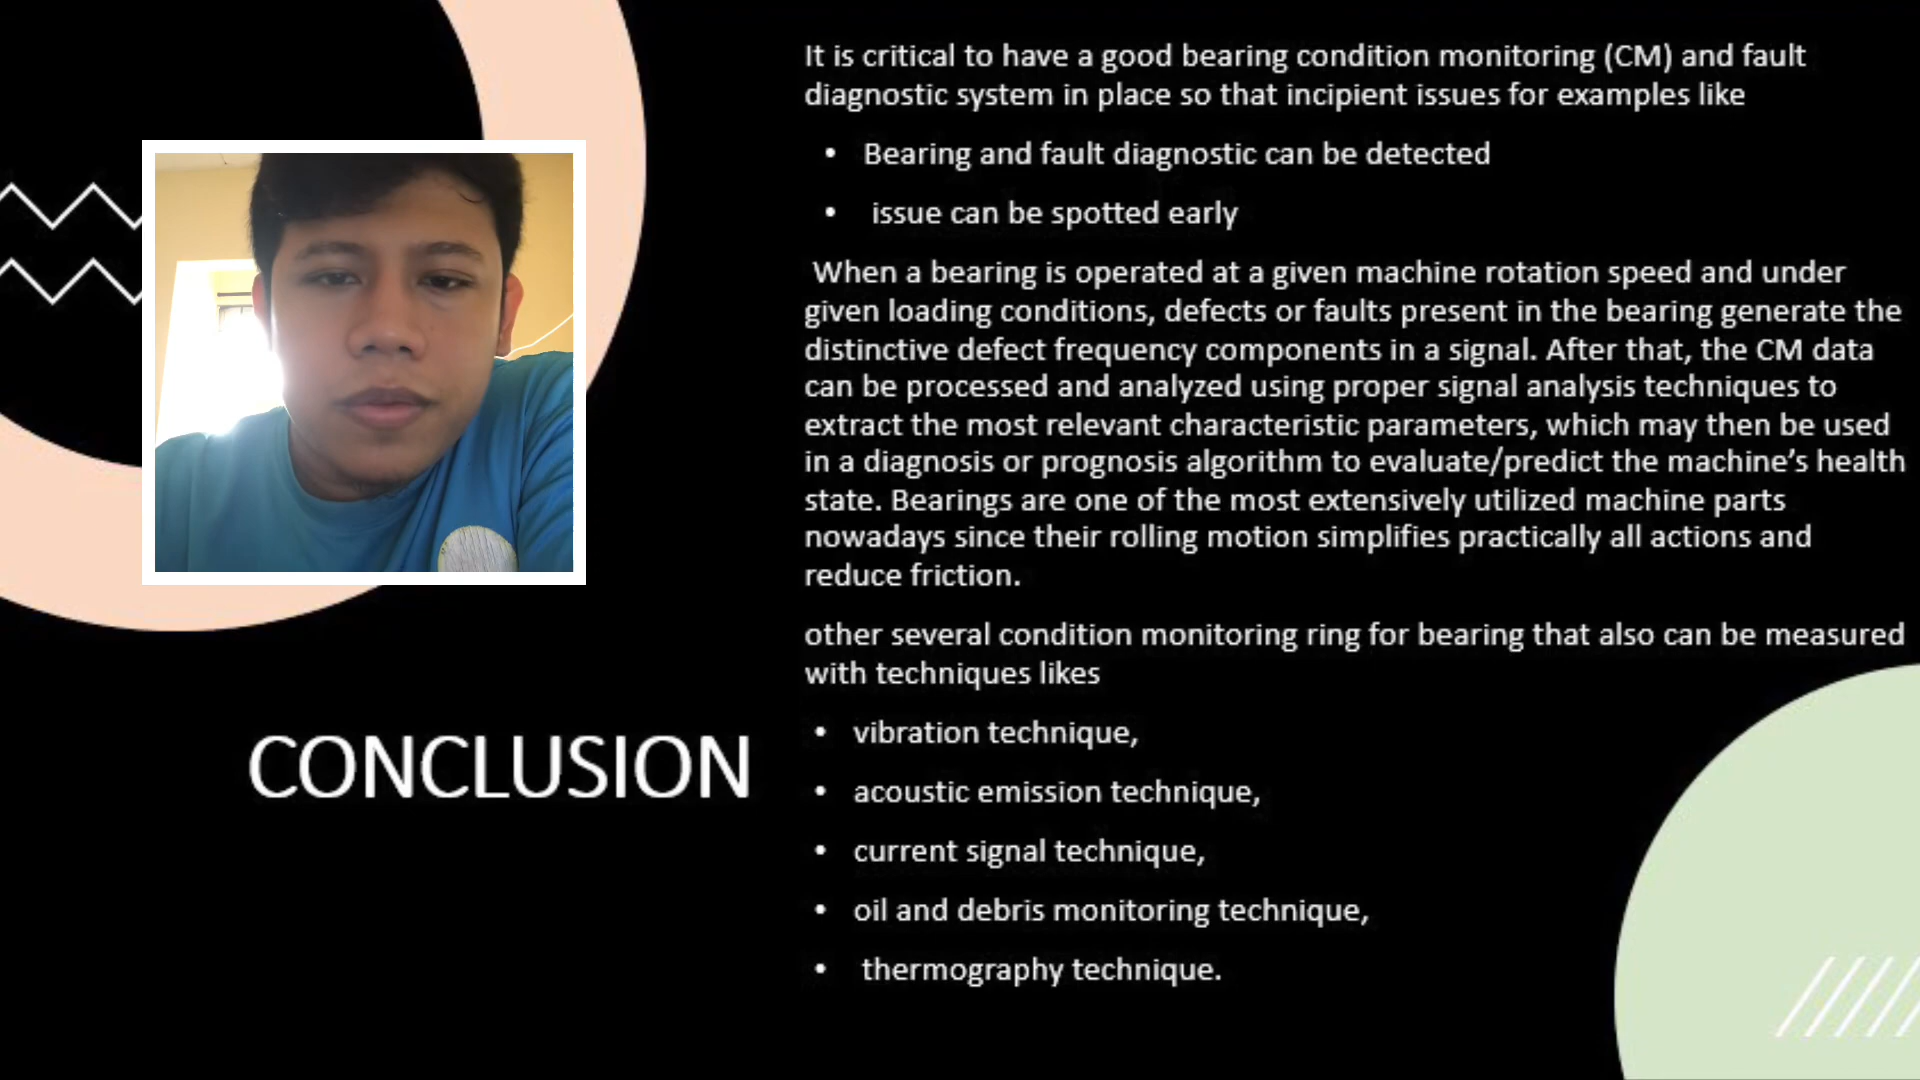 It is critical to have a good bearing condition monitoring (CM) and fault
diagnostic system in place so that incipient issues for examples like
• Bearing and fault diagnostic can be detected
• issue can be spotted early
When a bearing is operated at a given machine rotation speed and under
given loading conditions, defects or faults present in the bearing generate the
distinctive defect frequency components in a signal. After that, the CM data
can be processed and analyzed using proper signal analysis techniques to
extract the most relevant characteristic parameters, which may then be used
in a diagnosis or prognosis algorithm to evaluate/predict the machine’s health
state. Bearings are one of the most extensively utilized machine parts
nowadays since their rolling motion simplifies practically all actions and
reduce friction.
other several condition monitoring ring for bearing that also can be measured
with techniques likes
• vibration technique,
• acoustic emission technique,
• current signal technique,
• oil and debris monitoring technique,
• thermography technique.
CONCLUSION